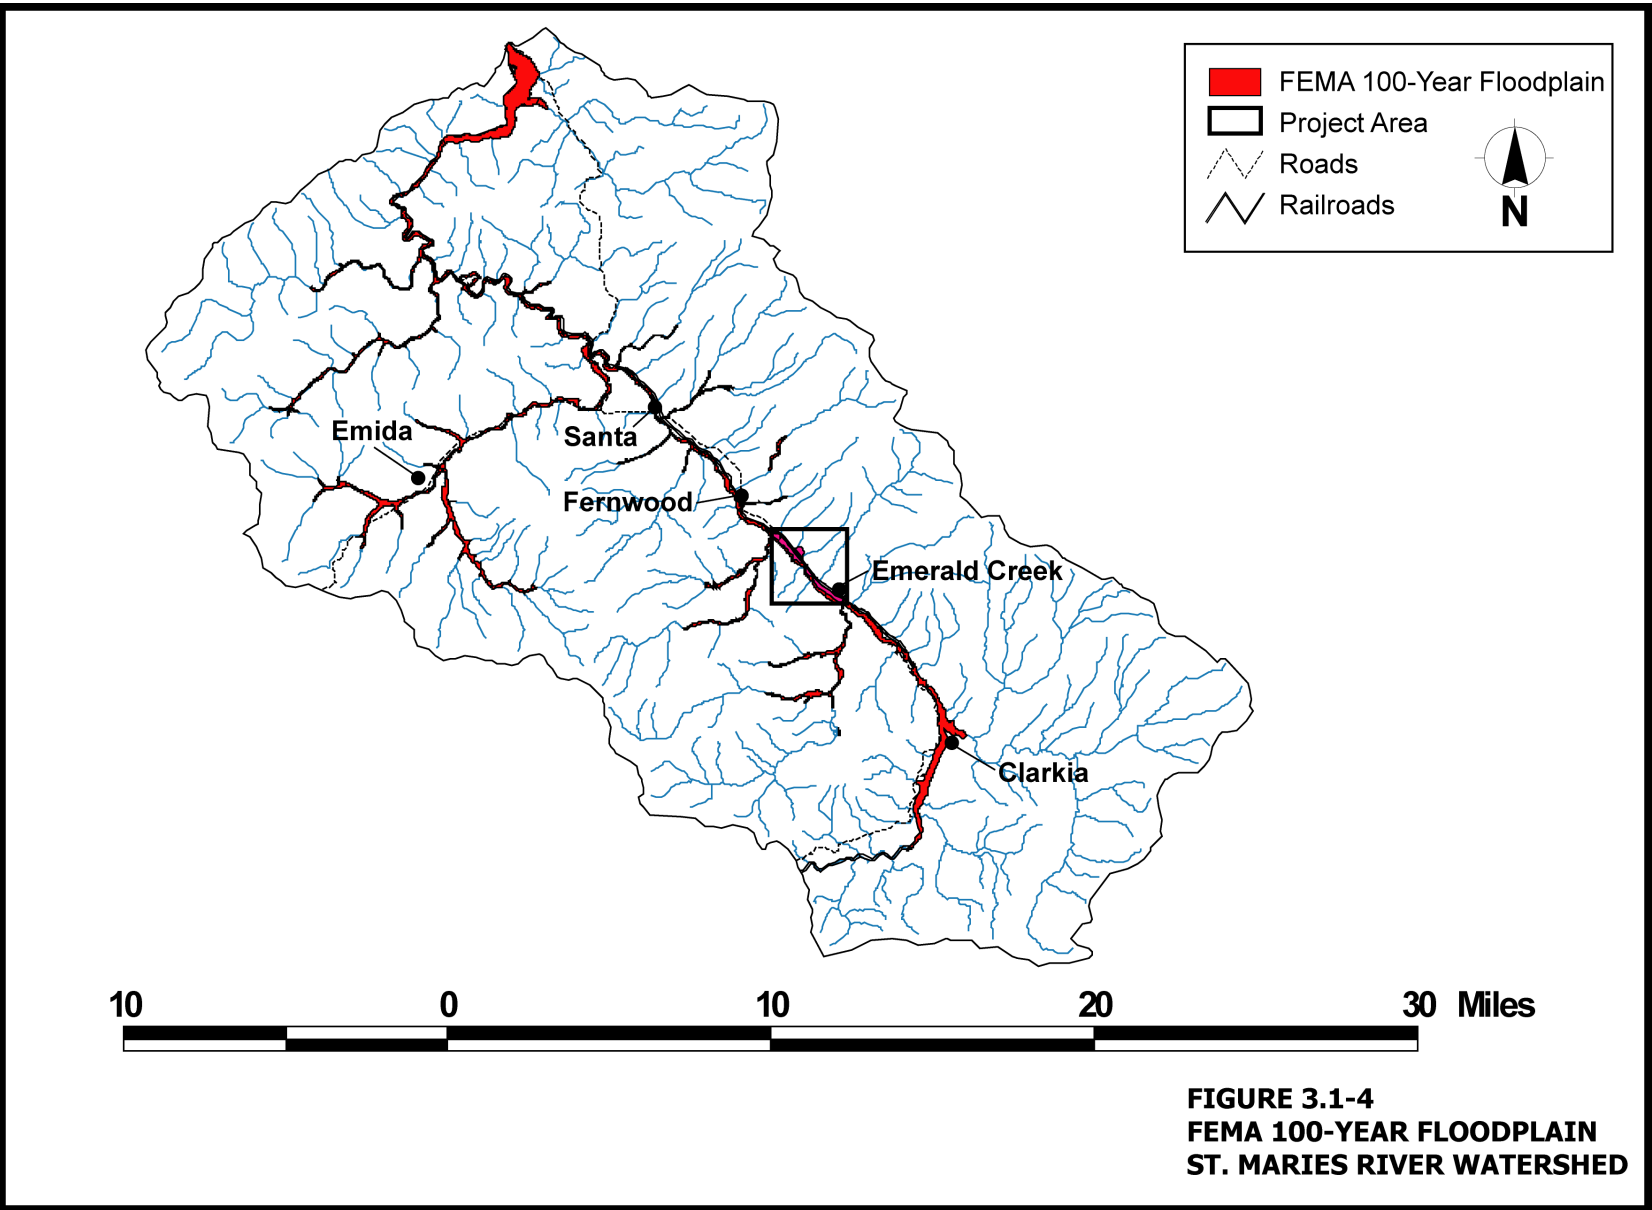 FEMA 100-Year Floodplain
Project Area
Roads
Railroads
N
Emida
Santa
Fernwood
Emerald Creek
Clarkia
10 0 10 20 30 Miles
FIGURE 3.1-4
FEMA 100-YEAR FLOODPLAIN
ST. MARIES RIVER WATERSHED